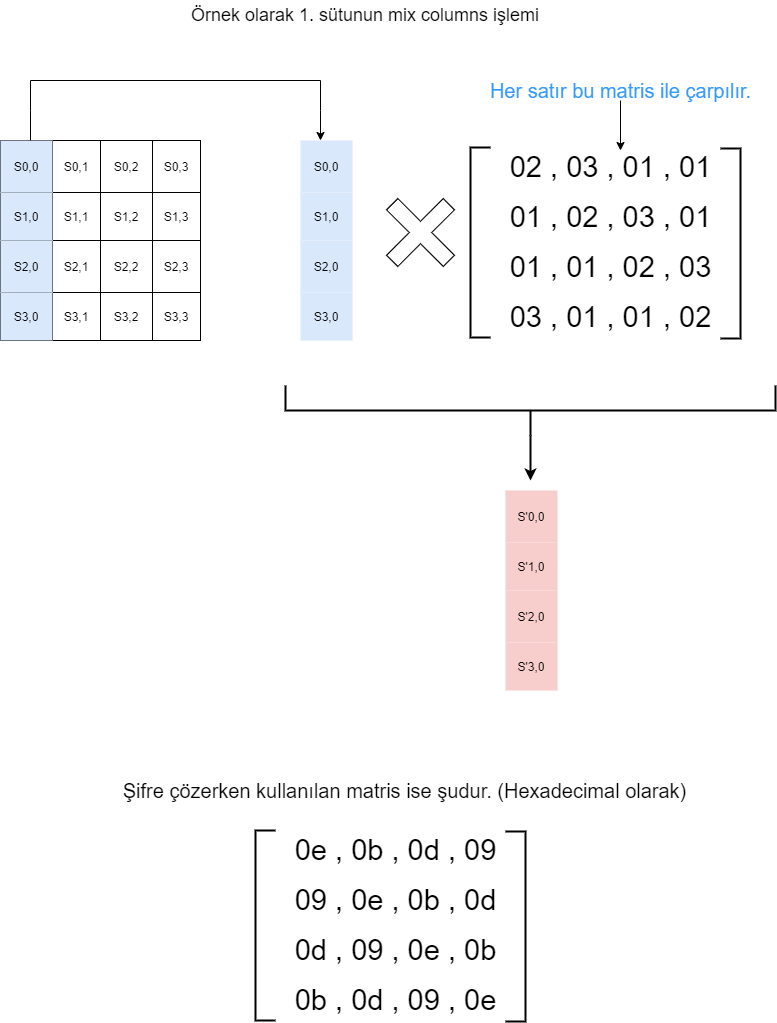 Örnek olarak 1. sütunun mix columns işlemi
Her satır bu matris ile çarpılır.
S0,0 S0,1 S0,2 S0,3
S1,0 S1,1 S1,2 S1,3
S2,0 S2,1 S2,2 S2,3
S3,0 S3,1 S3,2 S3,3
S0,0
S1,0
S2,0
S3,0
02 , 03 , 01 , 01
01 , 02 , 03 , 01
01 , 01 , 02 , 03
03 , 01 , 01 , 02
S'0,0
S'1,0
S'2,0
S'3,0
Şifre çözerken kullanılan matris ise şudur. (Hexadecimal olarak)
0e , 0b , 0d , 09
09 , 0e , 0b , 0d
0d , 09 , 0e , 0b
0b , 0d , 09 , 0e